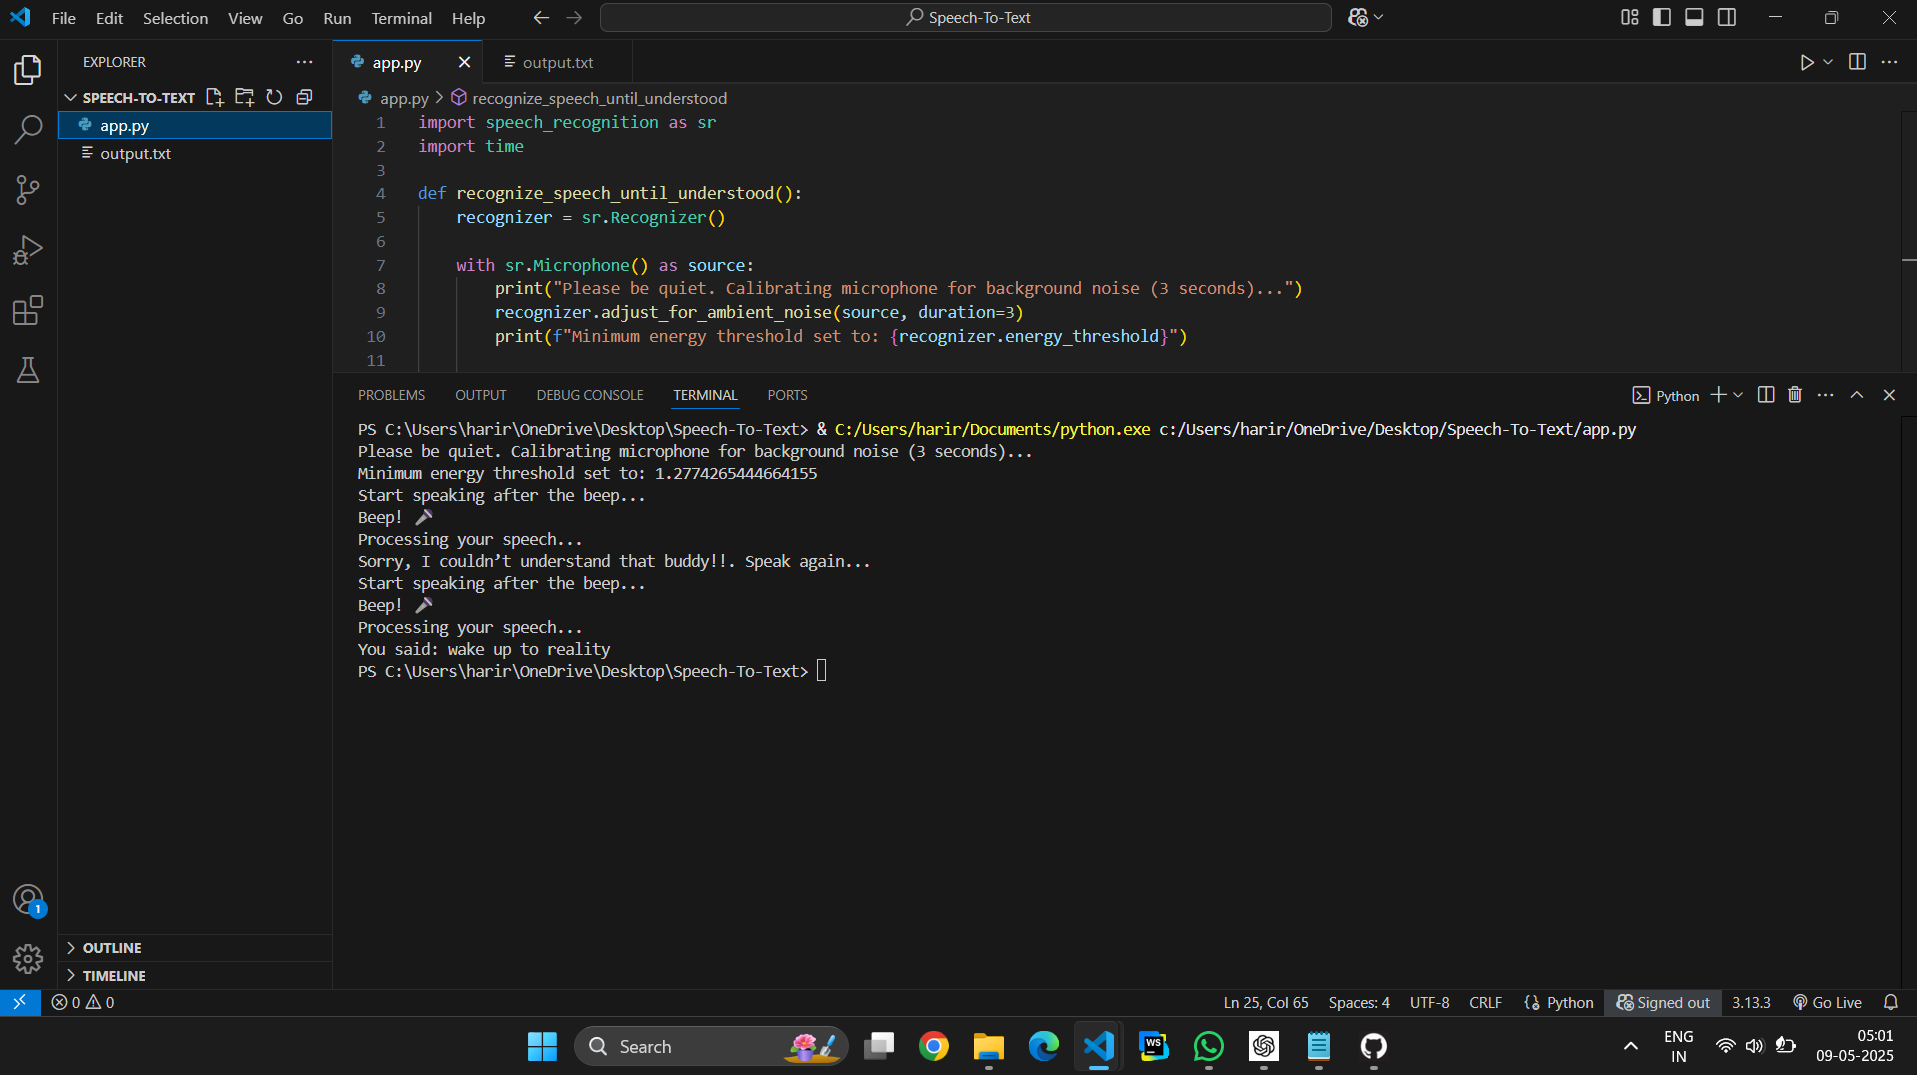 File Edit Selection View Go Run Terminal Help
Speech-To-Text
EXPLORER
SPEECH-TO-TEXT
app.py
output.txt
OUTLINE
TIMELINE
app.py
output.txt
app.py > recognize_speech_until_understood
1 import speech_recognition as sr
2 import time
3
4 def recognize_speech_until_understood():
5 recognizer = sr.Recognizer()
6
7 with sr.Microphone() as source:
8 print("Please be quiet. Calibrating microphone for background noise (3 seconds)...")
9 recognizer.adjust_for_ambient_noise(source, duration=3)
10 print(f"Minimum energy threshold set to: {recognizer.energy_threshold}")
11
PROBLEMS OUTPUT DEBUG CONSOLE TERMINAL PORTS
Python
PS C:\Users\harir\OneDrive\Desktop\Speech-To-Text> & C:/Users/harir/Documents/python.exe c:/Users/harir/OneDrive/Desktop/Speech-To-Text/app.py
Please be quiet. Calibrating microphone for background noise (3 seconds)...
Minimum energy threshold set to: 1.2774265444664155
Start speaking after the beep...
Beep! 🎤
Processing your speech...
Sorry, I couldn’t understand that buddy!!. Speak again...
Start speaking after the beep...
Beep! 🎤
Processing your speech...
You said: wake up to reality
PS C:\Users\harir\OneDrive\Desktop\Speech-To-Text>
1
0 0
Ln 25, Col 65 Spaces: 4 UTF-8 CRLF Python Signed out 3.13.3 Go Live
Search
WS
ENG
IN
05:01
09-05-2025